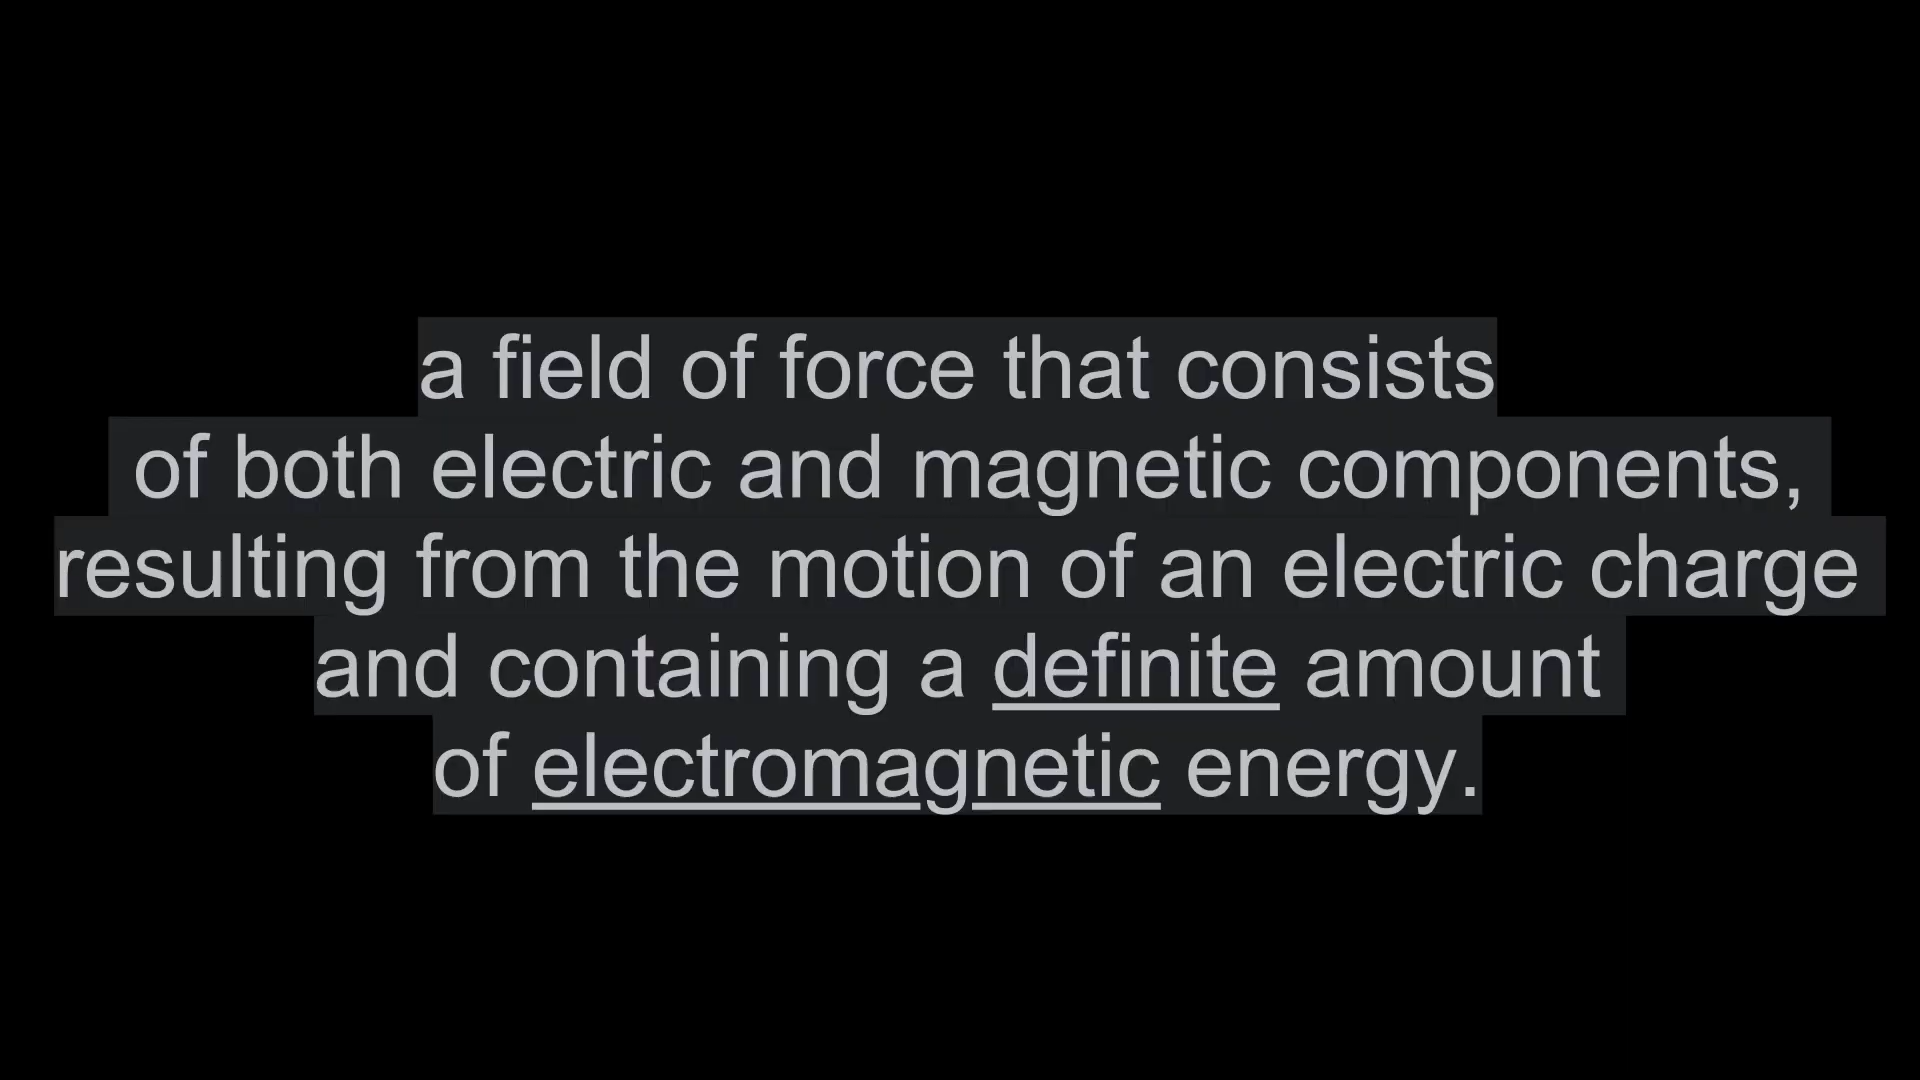 a field of force that consists
of both electric and magnetic components,
resulting from the motion of an electric charge
and containing a definite amount
of electromagnetic energy.